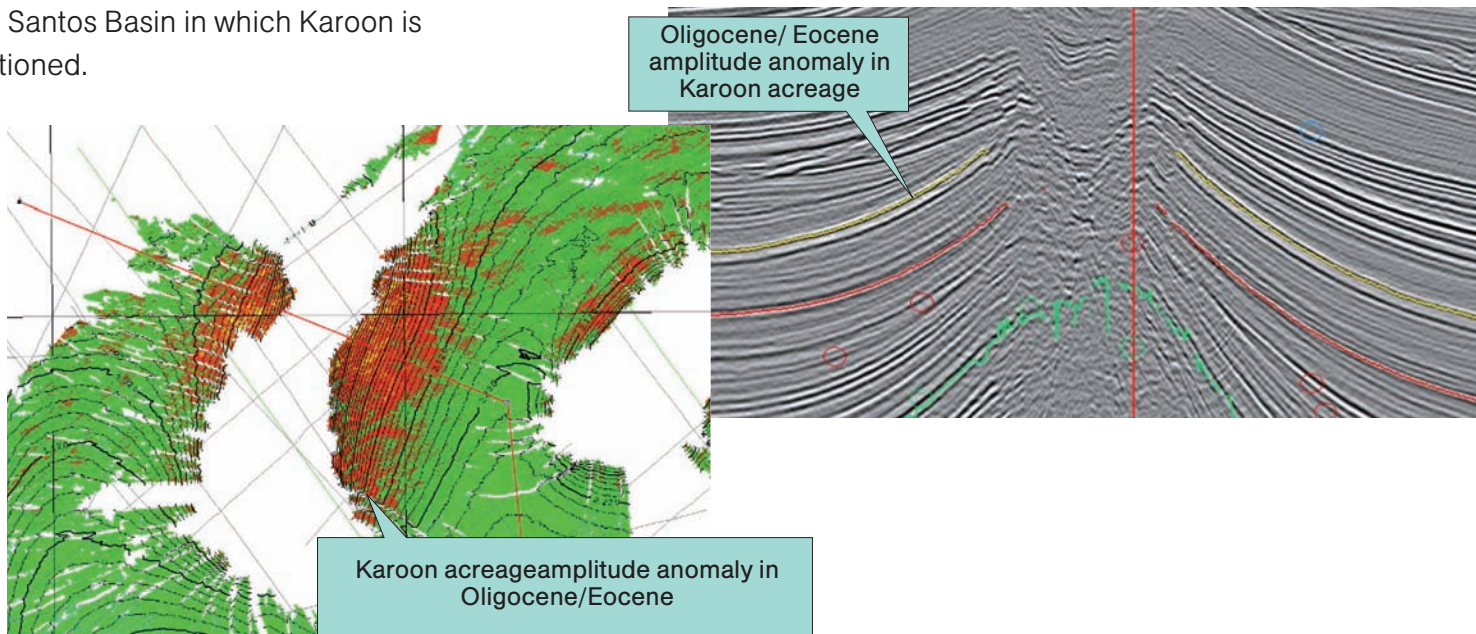 Santos Basin in which Karoon is
tioned.
Oligocene/ Eocene
amplitude anomaly in
Karoon acreage
Karoon acreageamplitude anomaly in
Oligocene/Eocene